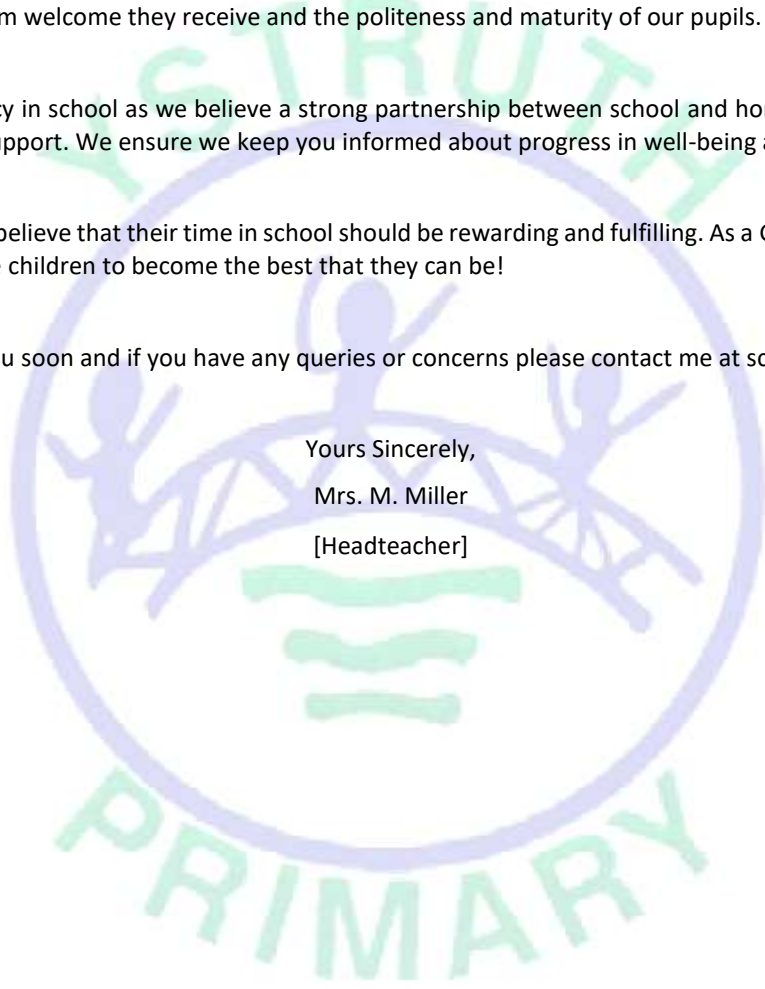 YSTRUTH
welcome they receive and the politeness and maturity of our pupils.
in school as we believe a strong partnership between school and
We ensure we keep you informed about progress in well-being
believe that their time in school should be rewarding and fulfilling. As a
children to become the best that they can be!
soon and if you have any queries or concerns please contact me at
Yours Sincerely,
Mrs. M. Miller
[Headteacher]
PRIMARY